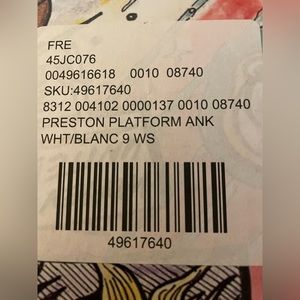 FRE
45JC076
0049616618 0010 08740
SKU:49617640
8312 004102 0000137 0010 08740
PRESTON PLATFORM ANK
WHT/BLANC 9 WS
49617640